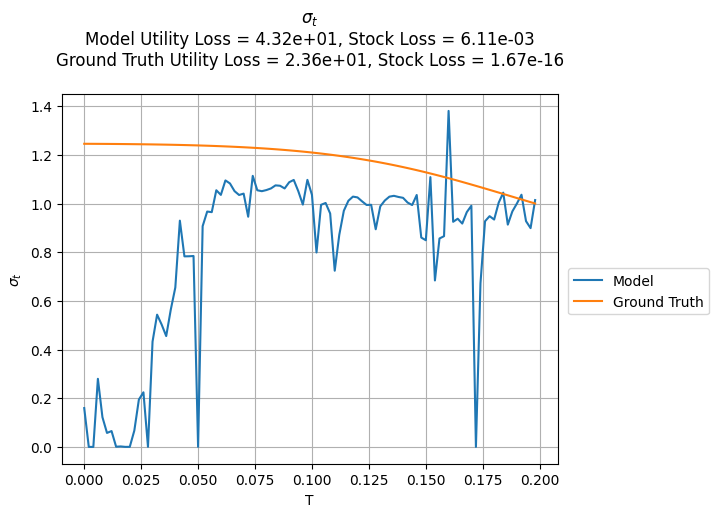 σt
Model Utility Loss = 4.32e+01, Stock Loss = 6.11e-03
Ground Truth Utility Loss = 2.36e+01, Stock Loss = 1.67e-16
1.4
1.2
1.0
0.8
0.6
0.4
0.2
0.0
σt
0.000 0.025 0.050 0.075 0.100 0.125 0.150 0.175 0.200
T
Model
Ground Truth